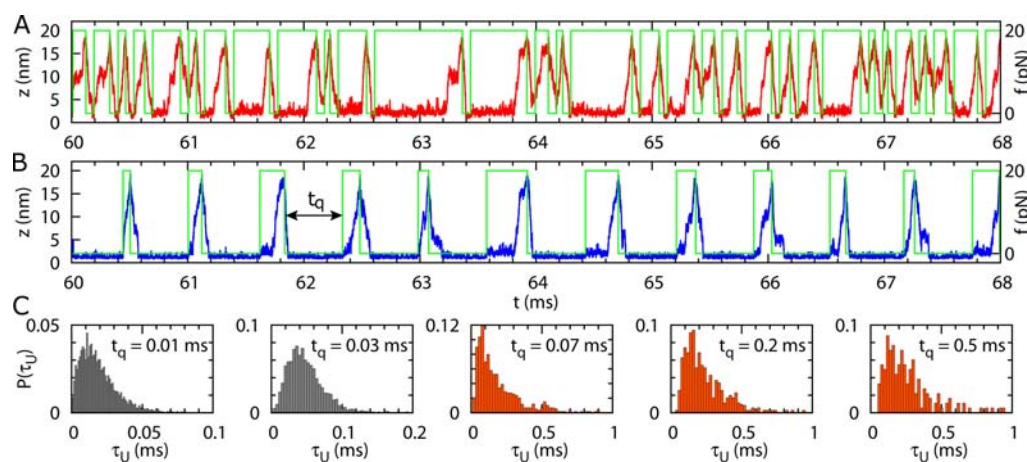 A
z (nm)
20
15
10
5
0
20
0
f (pN)
60 61 62 63 64 65 66 67 68
B
z (nm)
20
15
10
5
0
t_q
20
0
f (pN)
60 61 62 63 64 65 66 67 68
t (ms)
C
P(τ_U)
0.05
0
t_q = 0.01 ms
0 0.05 0.1
τ_U (ms)
0.1
0
t_q = 0.03 ms
0 0.1 0.2
τ_U (ms)
0.12
0
t_q = 0.07 ms
0 0.5 1
τ_U (ms)
0.1
0
t_q = 0.2 ms
0 0.5 1
τ_U (ms)
0.1
0
t_q = 0.5 ms
0 0.5 1
τ_U (ms)